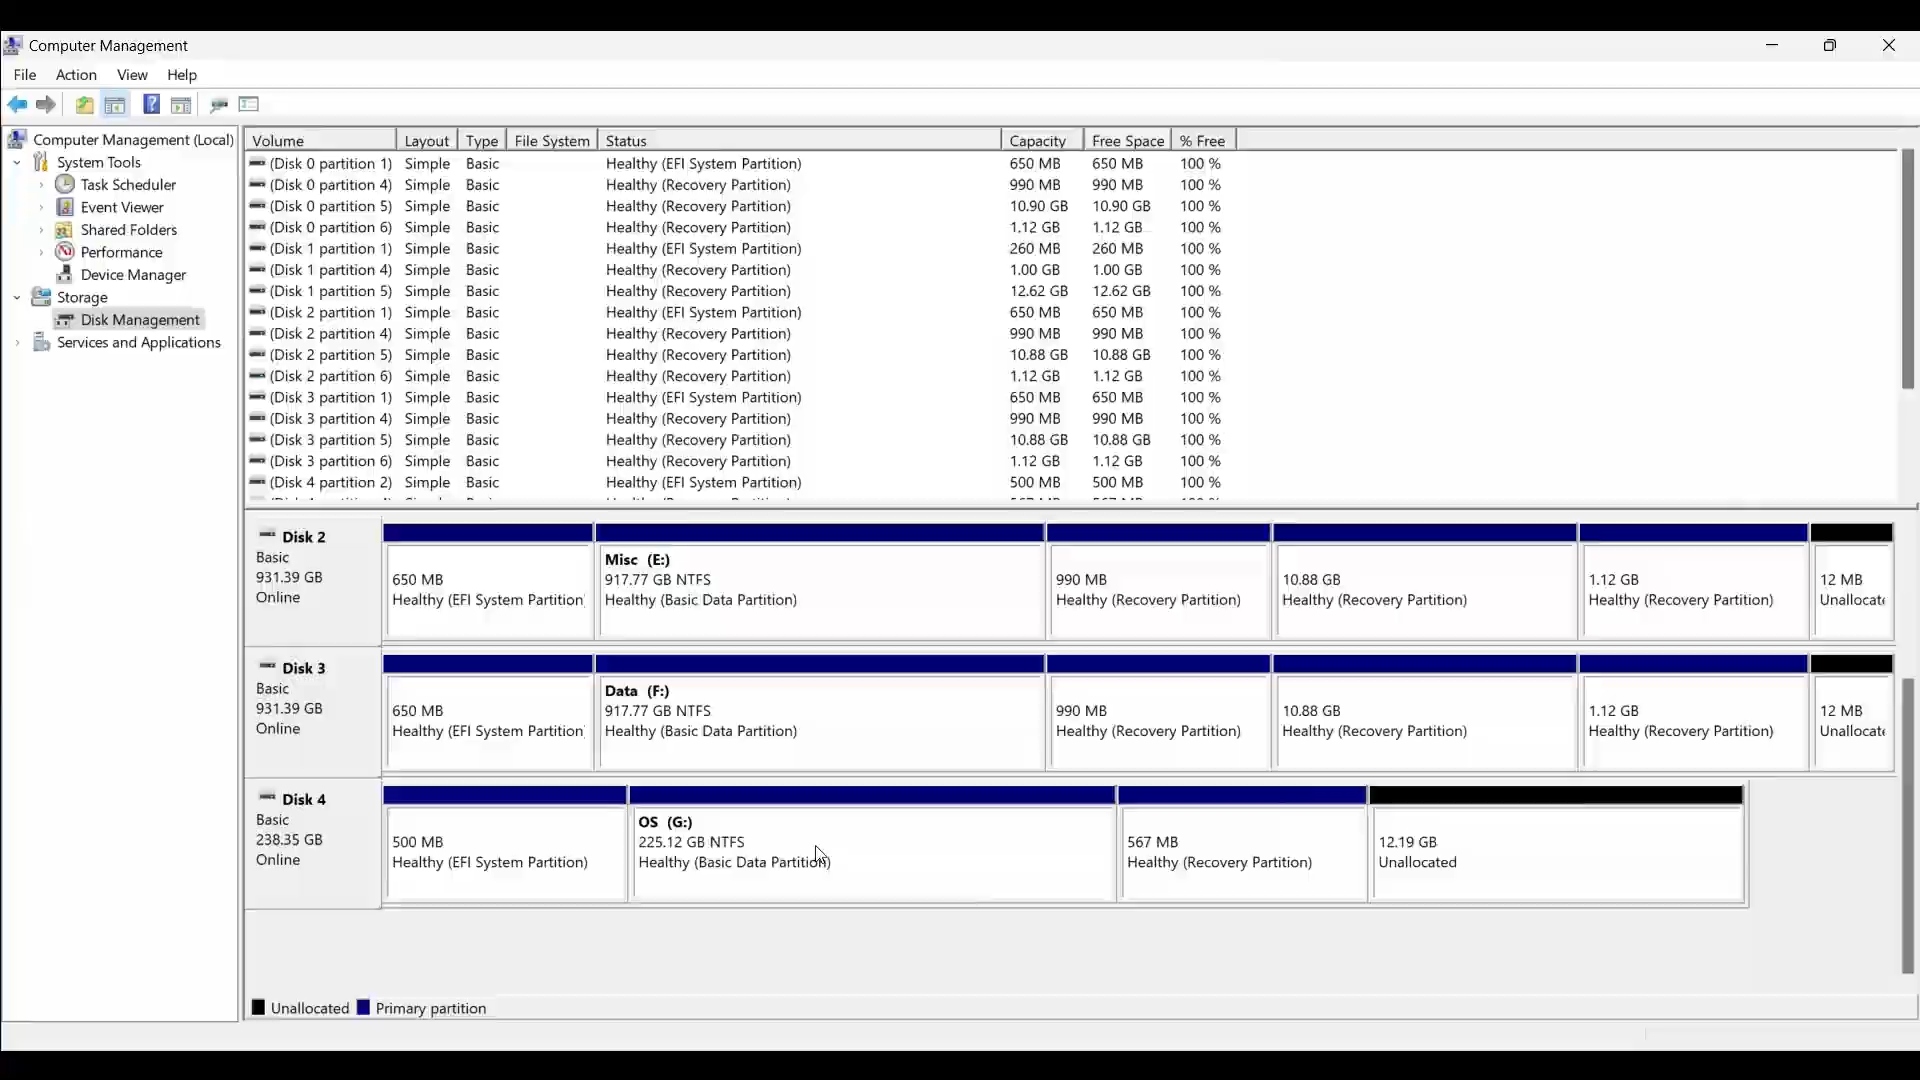 Computer Management
File Action View Help
Computer Management (Local)
System Tools
Task Scheduler
Event Viewer
Shared Folders
Performance
Device Manager
Storage
Disk Management
Services and Applications
Volume Layout Type File System Status Capacity Free Space % Free
(Disk 0 partition 1) Simple Basic Healthy (EFI System Partition) 650 MB 650 MB 100 %
(Disk 0 partition 4) Simple Basic Healthy (Recovery Partition) 990 MB 990 MB 100 %
(Disk 0 partition 5) Simple Basic Healthy (Recovery Partition) 10.90 GB 10.90 GB 100 %
(Disk 0 partition 6) Simple Basic Healthy (Recovery Partition) 1.12 GB 1.12 GB 100 %
(Disk 1 partition 1) Simple Basic Healthy (EFI System Partition) 260 MB 260 MB 100 %
(Disk 1 partition 4) Simple Basic Healthy (Recovery Partition) 1.00 GB 1.00 GB 100 %
(Disk 1 partition 5) Simple Basic Healthy (Recovery Partition) 12.62 GB 12.62 GB 100 %
(Disk 2 partition 1) Simple Basic Healthy (EFI System Partition) 650 MB 650 MB 100 %
(Disk 2 partition 4) Simple Basic Healthy (Recovery Partition) 990 MB 990 MB 100 %
(Disk 2 partition 5) Simple Basic Healthy (Recovery Partition) 10.88 GB 10.88 GB 100 %
(Disk 2 partition 6) Simple Basic Healthy (Recovery Partition) 1.12 GB 1.12 GB 100 %
(Disk 3 partition 1) Simple Basic Healthy (EFI System Partition) 650 MB 650 MB 100 %
(Disk 3 partition 4) Simple Basic Healthy (Recovery Partition) 990 MB 990 MB 100 %
(Disk 3 partition 5) Simple Basic Healthy (Recovery Partition) 10.88 GB 10.88 GB 100 %
(Disk 3 partition 6) Simple Basic Healthy (Recovery Partition) 1.12 GB 1.12 GB 100 %
(Disk 4 partition 2) Simple Basic Healthy (EFI System Partition) 500 MB 500 MB 100 %
Disk 2
Basic
931.39 GB
Online
650 MB
Healthy (EFI System Partition
Misc (E:)
917.77 GB NTFS
Healthy (Basic Data Partition)
990 MB
Healthy (Recovery Partition)
10.88 GB
Healthy (Recovery Partition)
1.12 GB
Healthy (Recovery Partition)
12 MB
Unallocate
Disk 3
Basic
931.39 GB
Online
650 MB
Healthy (EFI System Partition
Data (F:)
917.77 GB NTFS
Healthy (Basic Data Partition)
990 MB
Healthy (Recovery Partition)
10.88 GB
Healthy (Recovery Partition)
1.12 GB
Healthy (Recovery Partition)
12 MB
Unallocate
Disk 4
Basic
238.35 GB
Online
500 MB
Healthy (EFI System Partition)
OS (G:)
225.12 GB NTFS
Healthy (Basic Data Partition)
567 MB
Healthy (Recovery Partition)
12.19 GB
Unallocated
Unallocated Primary partition